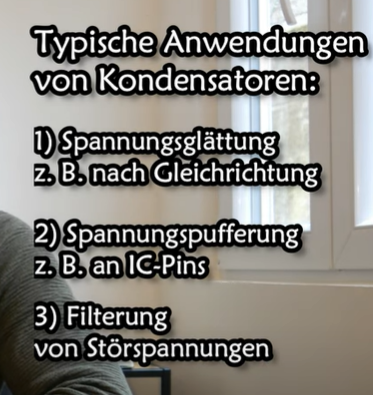 Typische Anwendungen
von Kondensatoren:
1) Spannungsglättung
z. B. nach Gleichrichtung
2) Spannungspufferung
z. B. an IC-Pins
3) Filterung
von Störspannungen